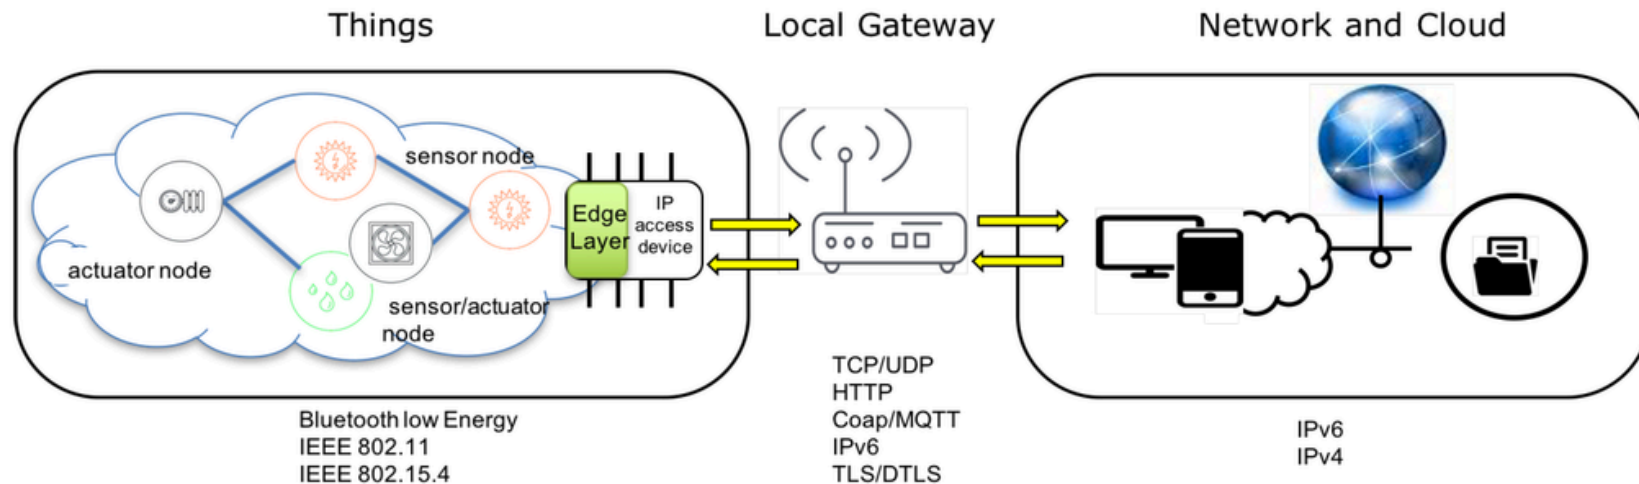 Things
Local Gateway
Network and Cloud
sensor node
actuator node
sensor/actuator
node
Edge
Layer
IP
access
device
Bluetooth low Energy
IEEE 802.11
IEEE 802.15.4
TCP/UDP
HTTP
Coap/MQTT
IPv6
TLS/DTLS
IPv6
IPv4